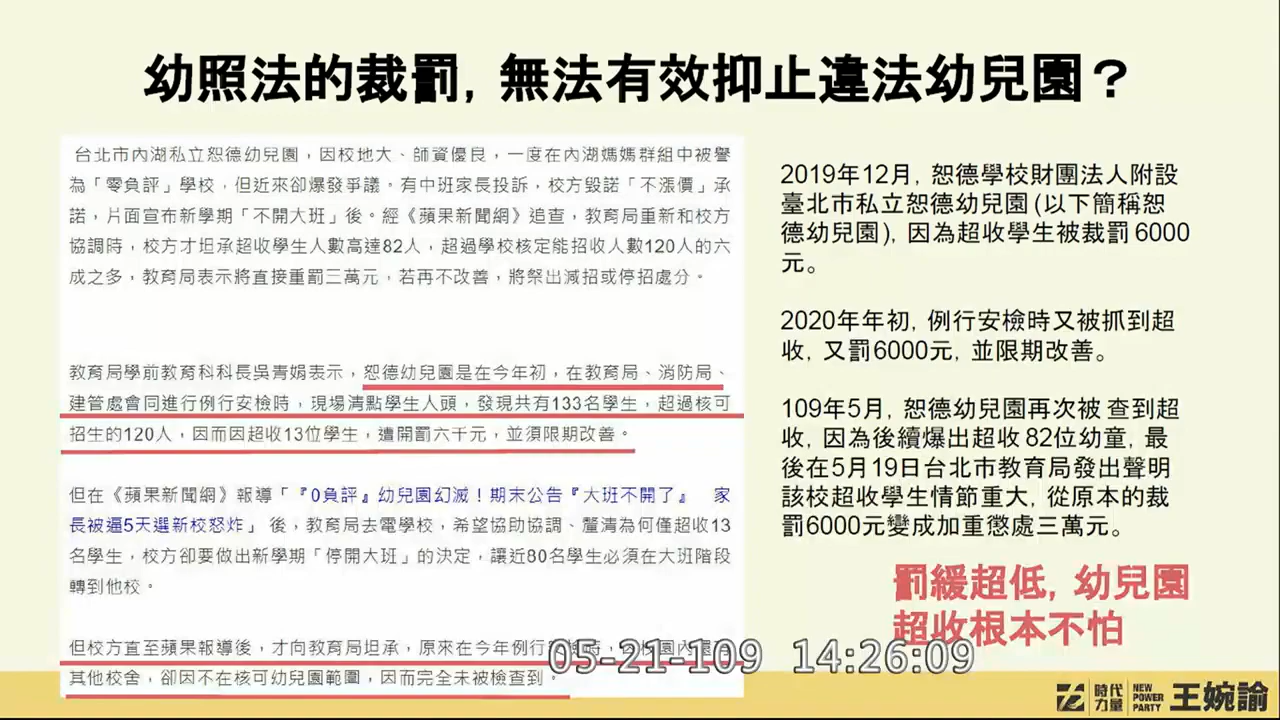 幼照法的裁罰，無法有效抑止違法幼兒園？
台北市內湖私立恕德幼兒園，因校地大、師資優良，一度在內湖媽媽群組中被譽
為「零負評」學校，但近來卻爆發爭議。有中班家長投訴，校方毀諾「不漲價」承
諾，片面宣布新學期「不開大班」後。經《蘋果新聞網》追查，教育局重新和校方
協調時，校方才坦承超收學生人數高達82人，超過學校核定能招收人數120人的六
成之多，教育局表示將直接重罰三萬元，若再不改善，將祭出減招或停招處分。
教育局學前教育科科長吳青娟表示，恕德幼兒園是在今年初，在教育局、消防局、
建管處會同進行例行安檢時，現場清點學生人頭，發現共有133名學生，超過核可
招生的120人，因而因超收13位學生，遭開罰六千元，並須限期改善。
但在《蘋果新聞網》報導「『0負評』幼兒園幻滅！期末公告『大班不開了』 家
長被逼5天選新校怒炸」後，教育局去電學校，希望協助協調、釐清為何僅超收13
名學生，校方卻要做出新學期「停開大班」的決定，讓近80名學生必須在大班階段
轉到他校。
但校方直至蘋果報導後，才向教育局坦承，原來在今年例行
其他校舍，卻因不在核可幼兒園範圍，因而完全未被檢查到。
2019年12月，恕德學校財團法人附設
臺北市私立恕德幼兒園(以下簡稱恕
德幼兒園)，因為超收學生被裁罰6000
元。
2020年年初，例行安檢時又被抓到超
收，又罰6000元，並限期改善。
109年5月，恕德幼兒園再次被查到超
收，因為後續爆出超收82位幼童，最
後在5月19日台北市教育局發出聲明
該校超收學生情節重大，從原本的裁
罰6000元變成加重懲處三萬元。
罰緩超低，幼兒園
超收根本不怕
05-21-109 14:26:09
時代
力量
NEW
POWER
PARTY
王婉諭